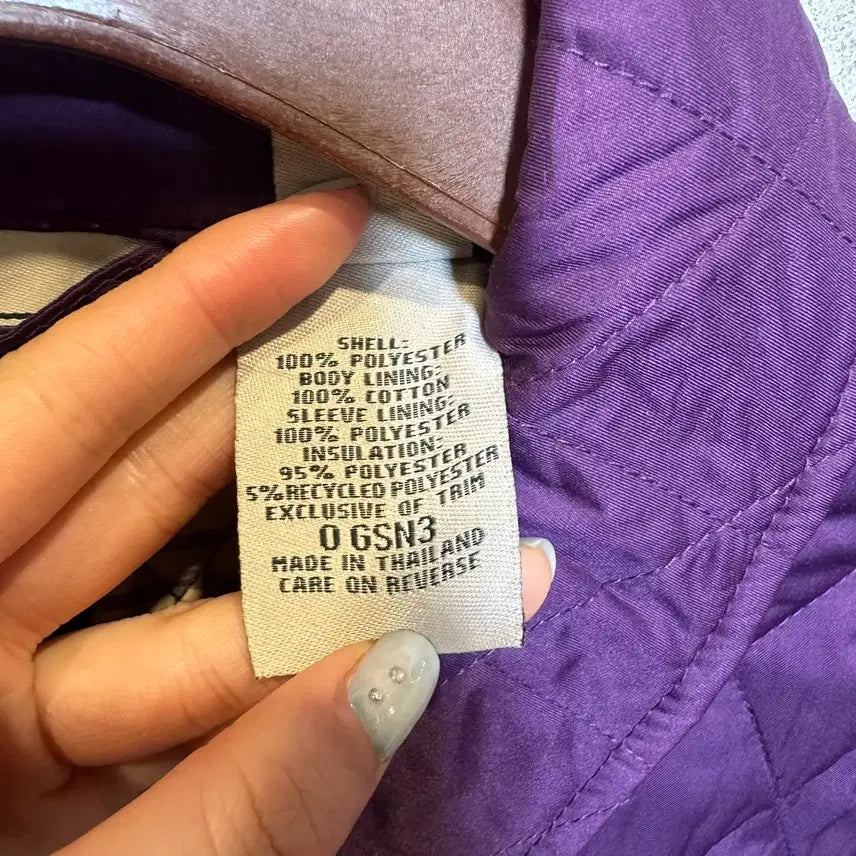 SHELL:
100% POLYESTER
BODY LINING:
100% COTTON
SLEEVE LINING:
100% POLYESTER
INSULATION:
95% POLYESTER
5% RECYCLED POLYESTER
EXCLUSIVE OF TRIM
0 GSN3
MADE IN THAILAND
CARE ON REVERSE